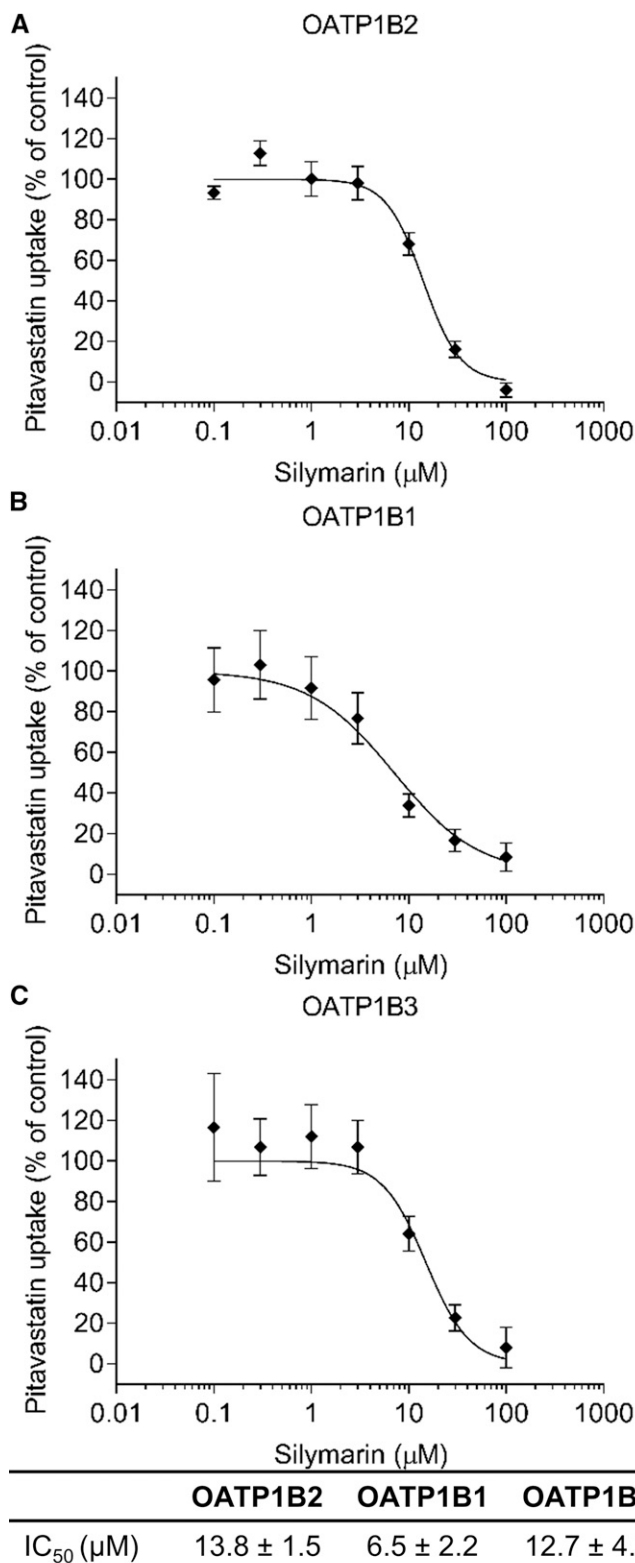 A
OATP1B2
Pitavastatin uptake (% of control)
140
120
100
80
60
40
20
0
0.01 0.1 1 10 100 1000
Silymarin (μM)
B
OATP1B1
Pitavastatin uptake (% of control)
140
120
100
80
60
40
20
0
0.01 0.1 1 10 100 1000
Silymarin (μM)
C
OATP1B3
Pitavastatin uptake (% of control)
140
120
100
80
60
40
20
0
0.01 0.1 1 10 100 1000
Silymarin (μM)
OATP1B2 OATP1B1 OATP1B
IC50 (μM) 13.8 ± 1.5 6.5 ± 2.2 12.7 ± 4.